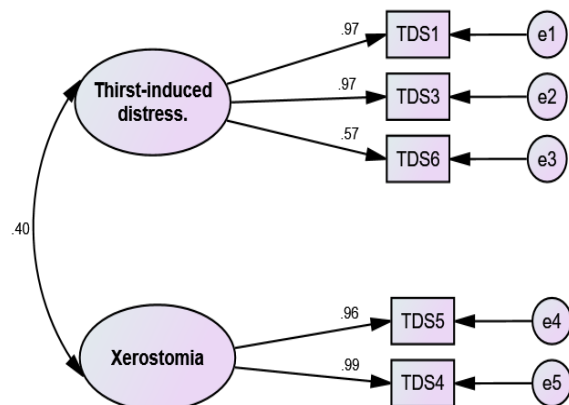 .97
TDS1
e1
Thirst-induced
distress.
.97
TDS3
e2
.57
TDS6
e3
.40
.96
TDS5
e4
Xerostomia
.99
TDS4
e5